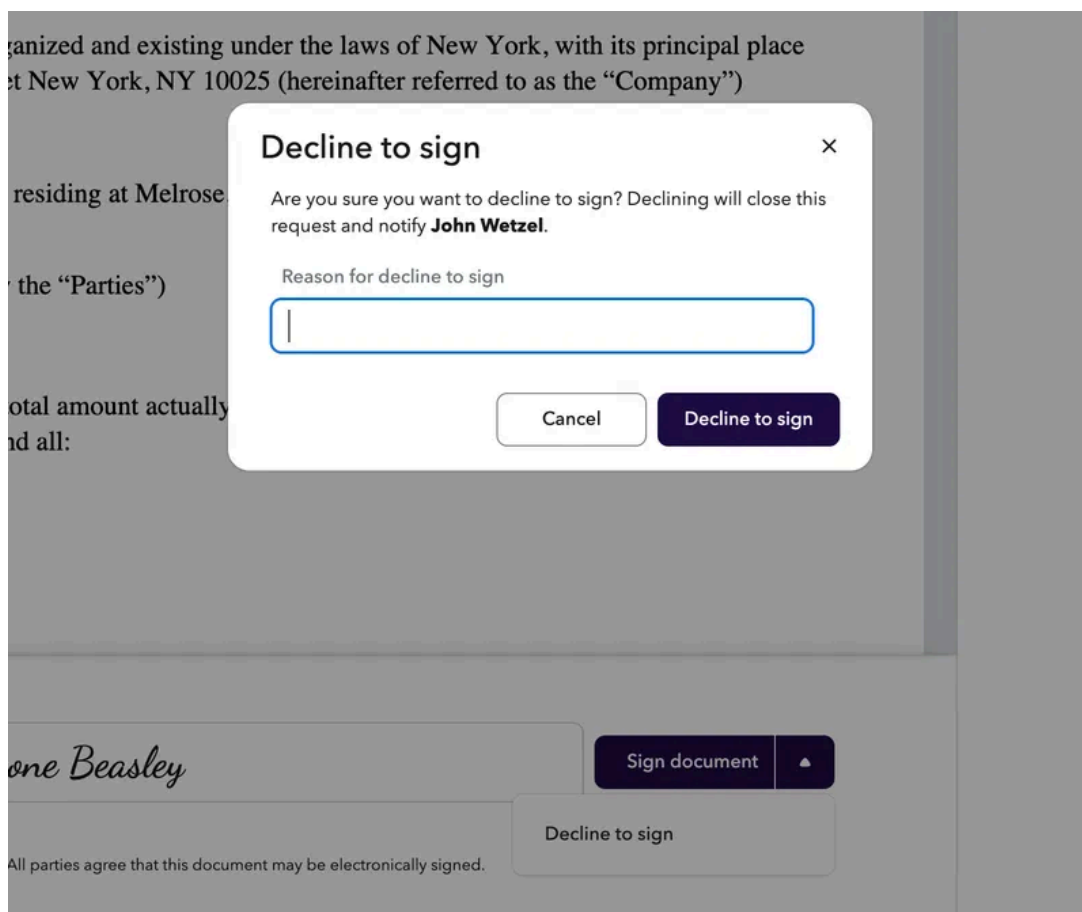 ganized and existing under the laws of New York, with its principal place
et New York, NY 10025 (hereinafter referred to as the “Company”)
Decline to sign
Are you sure you want to decline to sign? Declining will close this
request and notify John Wetzel.
residing at Melrose
the “Parties”)
Reason for decline to sign
otal amount actually
nd all:
Cancel
Decline to sign
one Beasley
Sign document
Decline to sign
All parties agree that this document may be electronically signed.